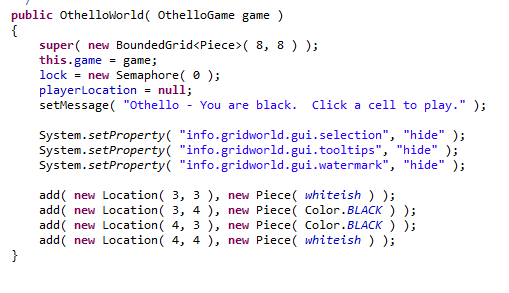 public OthelloWorld( OthelloGame game )
{
    super( new BoundedGrid<Piece>( 8, 8 ) );
    this.game = game;
    lock = new Semaphore( 0 );
    playerLocation = null;
    setMessage( "Othello - You are black.  Click a cell to play." );

    System.setProperty( "info.gridworld.gui.selection", "hide" );
    System.setProperty( "info.gridworld.gui.tooltips", "hide" );
    System.setProperty( "info.gridworld.gui.watermark", "hide" );

    add( new Location( 3, 3 ), new Piece( whiteish ) );
    add( new Location( 3, 4 ), new Piece( Color.BLACK ) );
    add( new Location( 4, 3 ), new Piece( Color.BLACK ) );
    add( new Location( 4, 4 ), new Piece( whiteish ) );
}